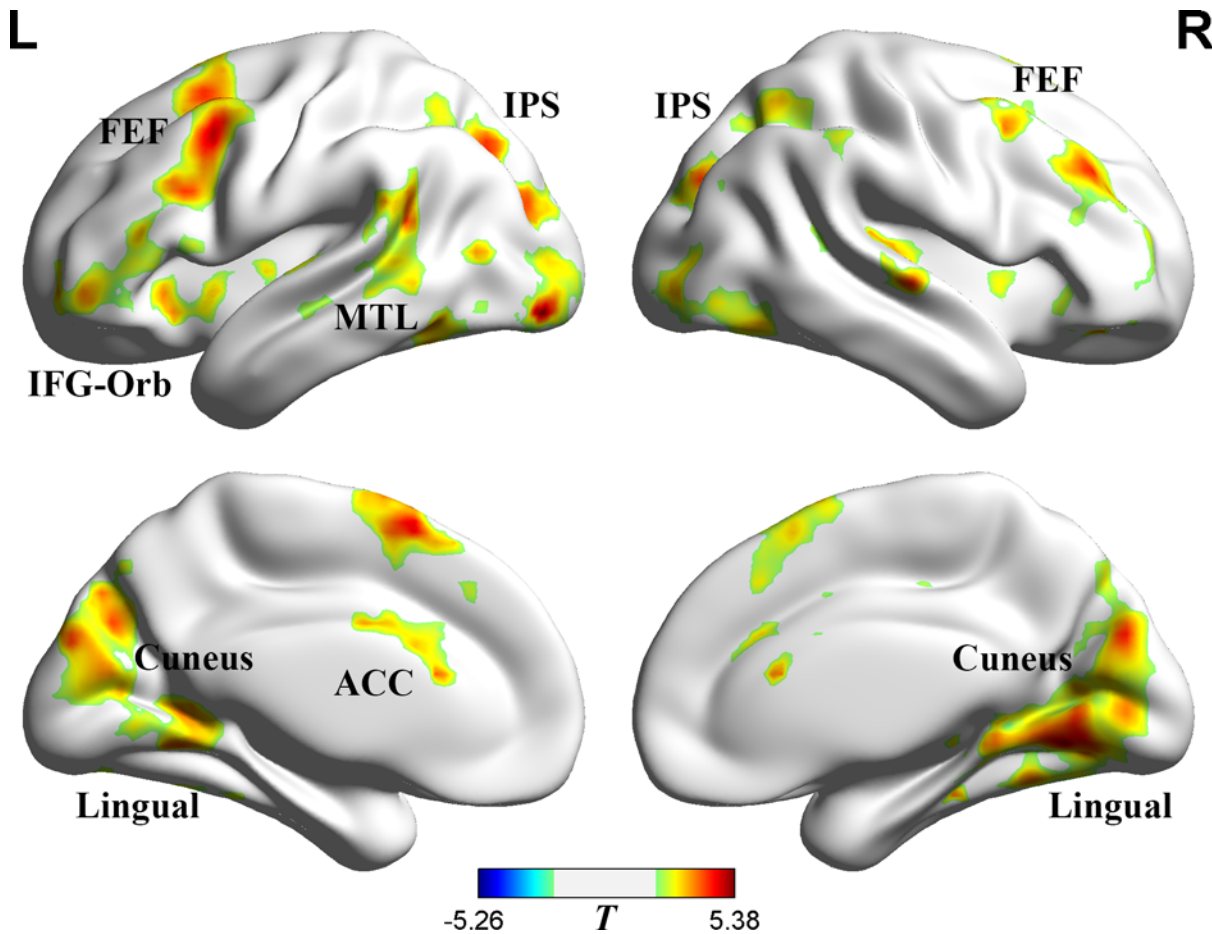 L
R
FEF
IPS
IPS
FEF
MTL
IFG-Orb
Cuneus
ACC
Cuneus
Lingual
Lingual
-5.26
T
5.38